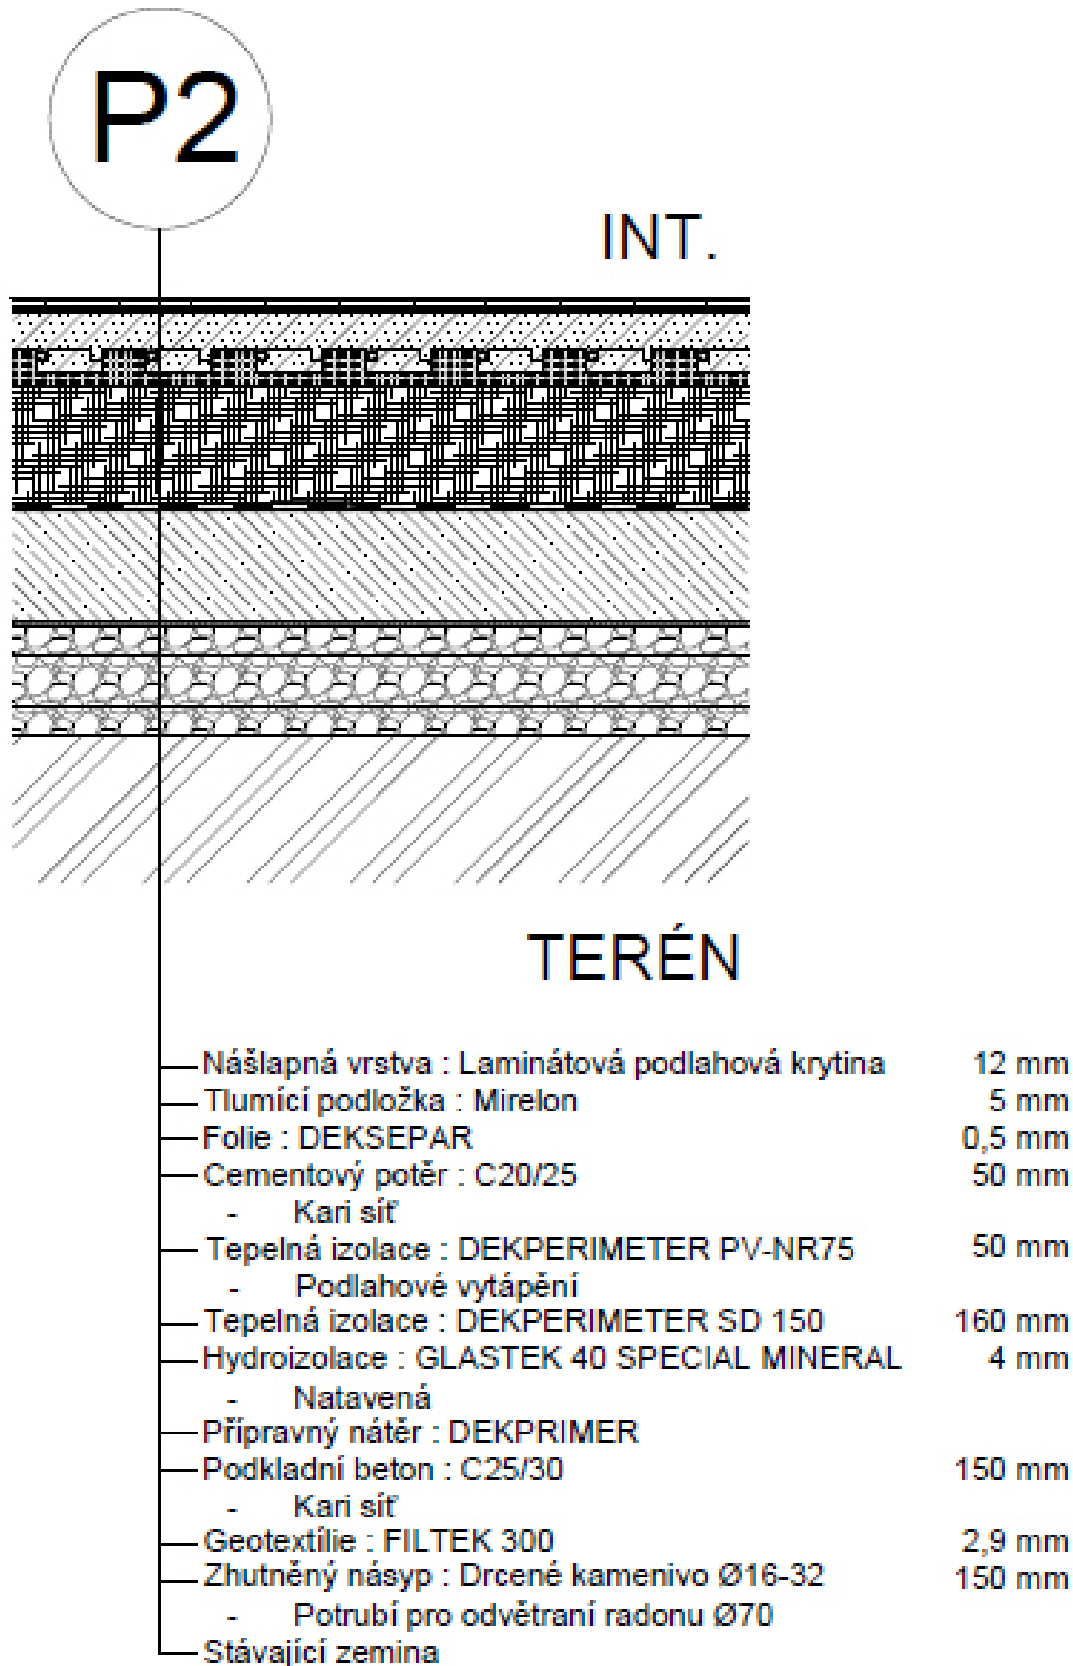 P2
INT.
TERÉN
Nášlapná vrstva : Laminátová podlahová krytina 12 mm
Tlumící podložka : Mirelon 5 mm
Folie : DEKSEPAR 0,5 mm
Cementový potěr : C20/25 50 mm
- Kari síť
Tepelná izolace : DEKPERIMETER PV-NR75 50 mm
- Podlahové vytápění
Tepelná izolace : DEKPERIMETER SD 150 160 mm
Hydroizolace : GLASTEK 40 SPECIAL MINERAL 4 mm
- Natavená
Přípravný nátěr : DEKPRIMER
Podkladní beton : C25/30 150 mm
- Kari síť
Geotextílie : FILTEK 300 2,9 mm
Zhutněný násyp : Drcené kamenivo Ø16-32 150 mm
- Potrubí pro odvětraní radonu Ø70
Stávající zemina